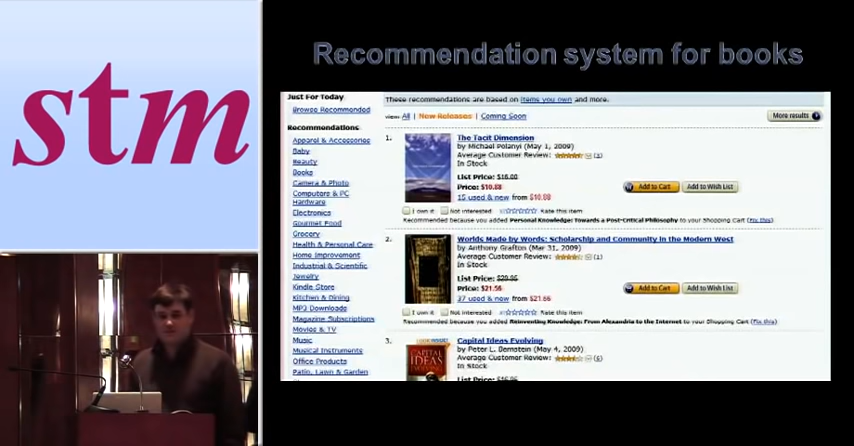 stm
Recommendation system for books
Just For Today
Browse Recommended
Recommendations
Apparel & Accessories
Baby
Beauty
Books
Camera & Photo
Computers & PC
Hardware
Electronics
Gourmet Food
Grocery
Health & Personal Care
Home Improvement
Industrial & Scientific
Jewelry
Kindle Store
Kitchen & Dining
MP3 Downloads
Magazine Subscriptions
Movies & TV
Music
Musical Instruments
Office Products
Patio, Lawn & Garden
These recommendations are based on items you own and more.
view: All | New Releases | Coming Soon
More results
1.
The Tacit Dimension
by Michael Polanyi (May 1, 2009)
Average Customer Review:
In Stock
List Price: $16.00
Price: $10.88
15 used & new from $10.88
Add to Cart
Add to Wish List
I own it
Not interested
Rate this item
Recommended because you added Personal Knowledge: Towards a Post-Critical Philosophy to your Shopping Cart (Fix this)
2.
Worlds Made by Words: Scholarship and Community in the Modern West
by Anthony Grafton (Mar 31, 2009)
Average Customer Review:
In Stock
List Price: $29.95
Price: $21.56
37 used & new from $21.56
Add to Cart
Add to Wish List
I own it
Not interested
Rate this item
Recommended because you added Reinventing Knowledge: From Alexandria to the Internet to your Shopping Cart (Fix this)
3.
CAPITAL
IDEAS
Capital Ideas Evolving
by Peter L. Bernstein (May 4, 2009)
Average Customer Review:
In Stock